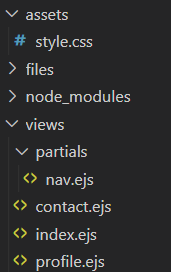 assets
# style.css
files
node_modules
views
partials
<> nav.ejs
<> contact.ejs
<> index.ejs
<> profile.ejs